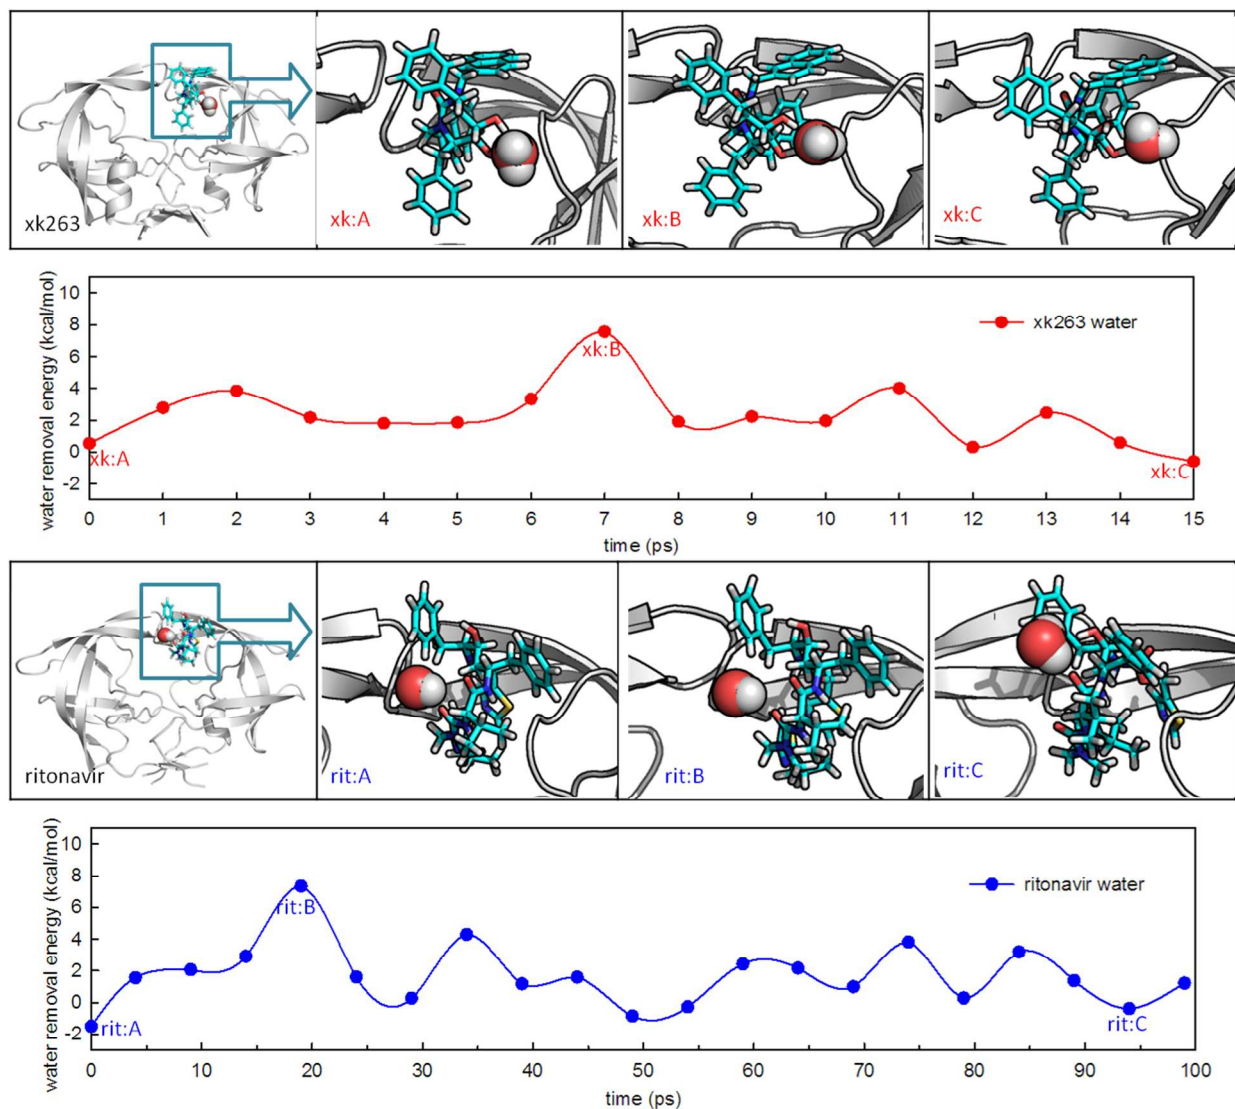 xk263
xk:A
xk:B
xk:C
water removal energy (kcal/mol)
10
8
6
4
2
0
-2
xk263 water
xk:A
xk:B
xk:C
0 1 2 3 4 5 6 7 8 9 10 11 12 13 14 15
time (ps)
ritonavir
rit:A
rit:B
rit:C
water removal energy (kcal/mol)
10
8
6
4
2
0
-2
ritonavir water
rit:B
rit:A
rit:C
0 10 20 30 40 50 60 70 80 90 100
time (ps)